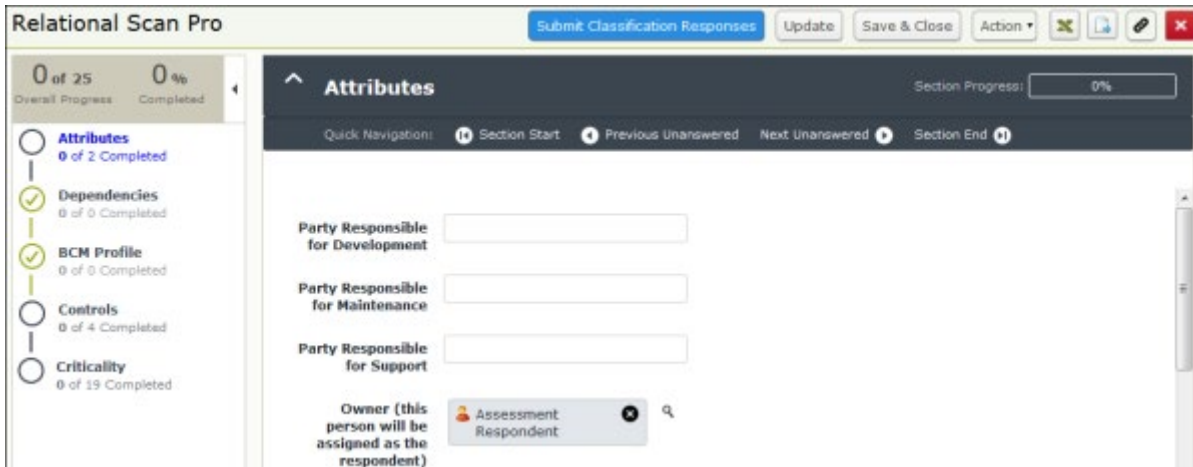 Relational Scan Pro
Submit Classification Responses Update Save & Close Action
0 of 25 0 %
Overall Progress Completed
Attributes
0 of 2 Completed
Dependencies
0 of 0 Completed
BCM Profile
0 of 0 Completed
Controls
0 of 4 Completed
Criticality
0 of 19 Completed
Attributes
Section Progress: 0%
Quick Navigation: Section Start Previous Unanswered Next Unanswered Section End
Party Responsible
for Development
Party Responsible
for Maintenance
Party Responsible
for Support
Owner (this
person will be
assigned as the
respondent)
Assessment
Respondent